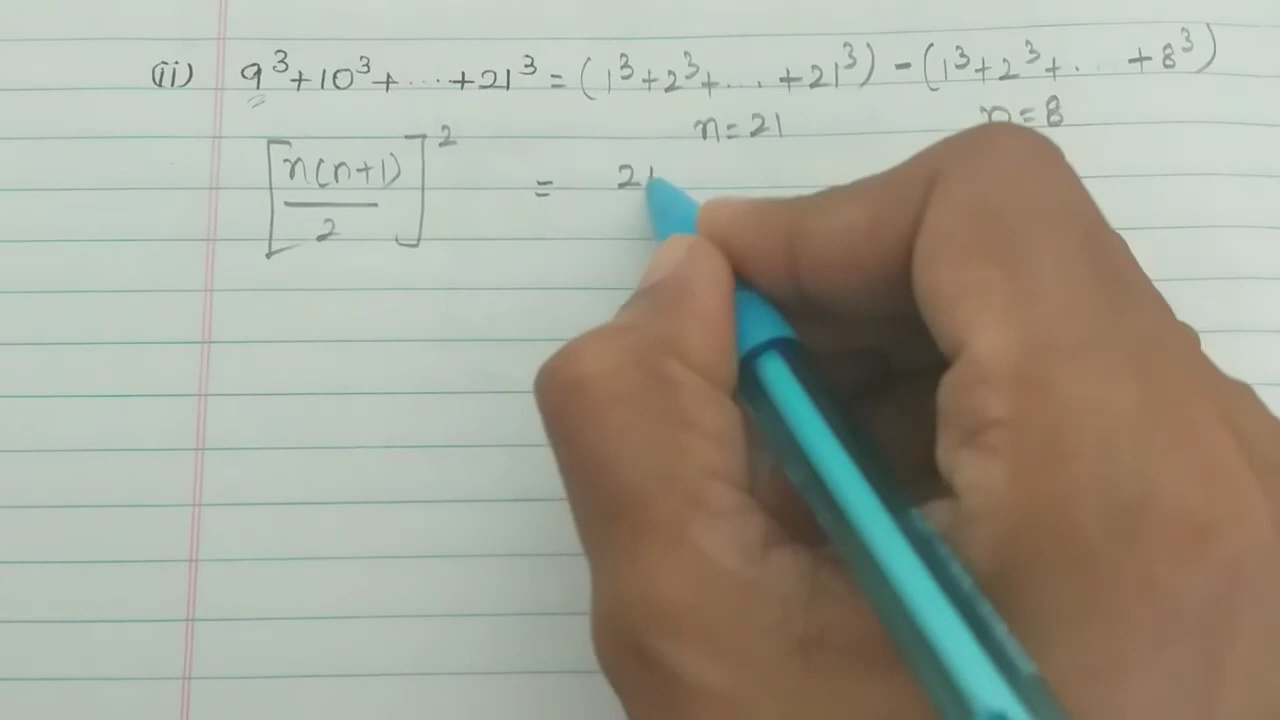 (ii) 9³+10³+...+21³ = (1³+2³+...+21³) - (1³+2³+...+8³)
n=21 n=8
[n(n+1)/2]² = 21